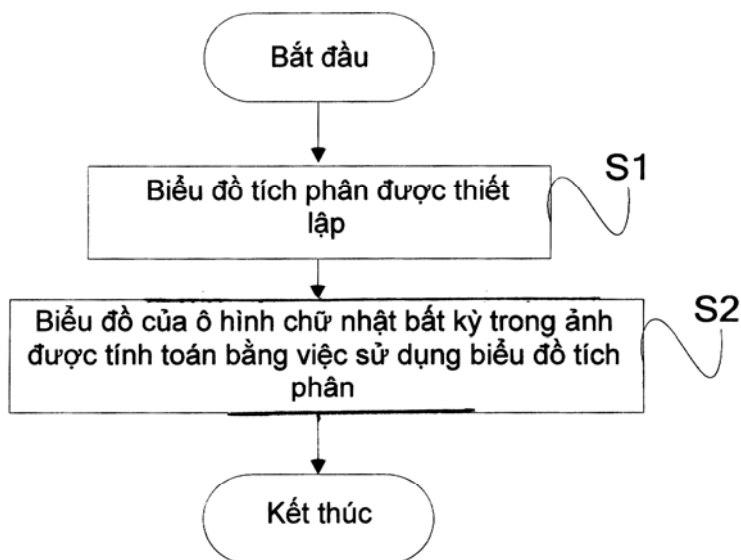 Bắt đầu
Biểu đồ tích phân được thiết
lập
S1
Biểu đồ của ô hình chữ nhật bất kỳ trong ảnh
được tính toán bằng việc sử dụng biểu đồ tích
phân
S2
Kết thúc